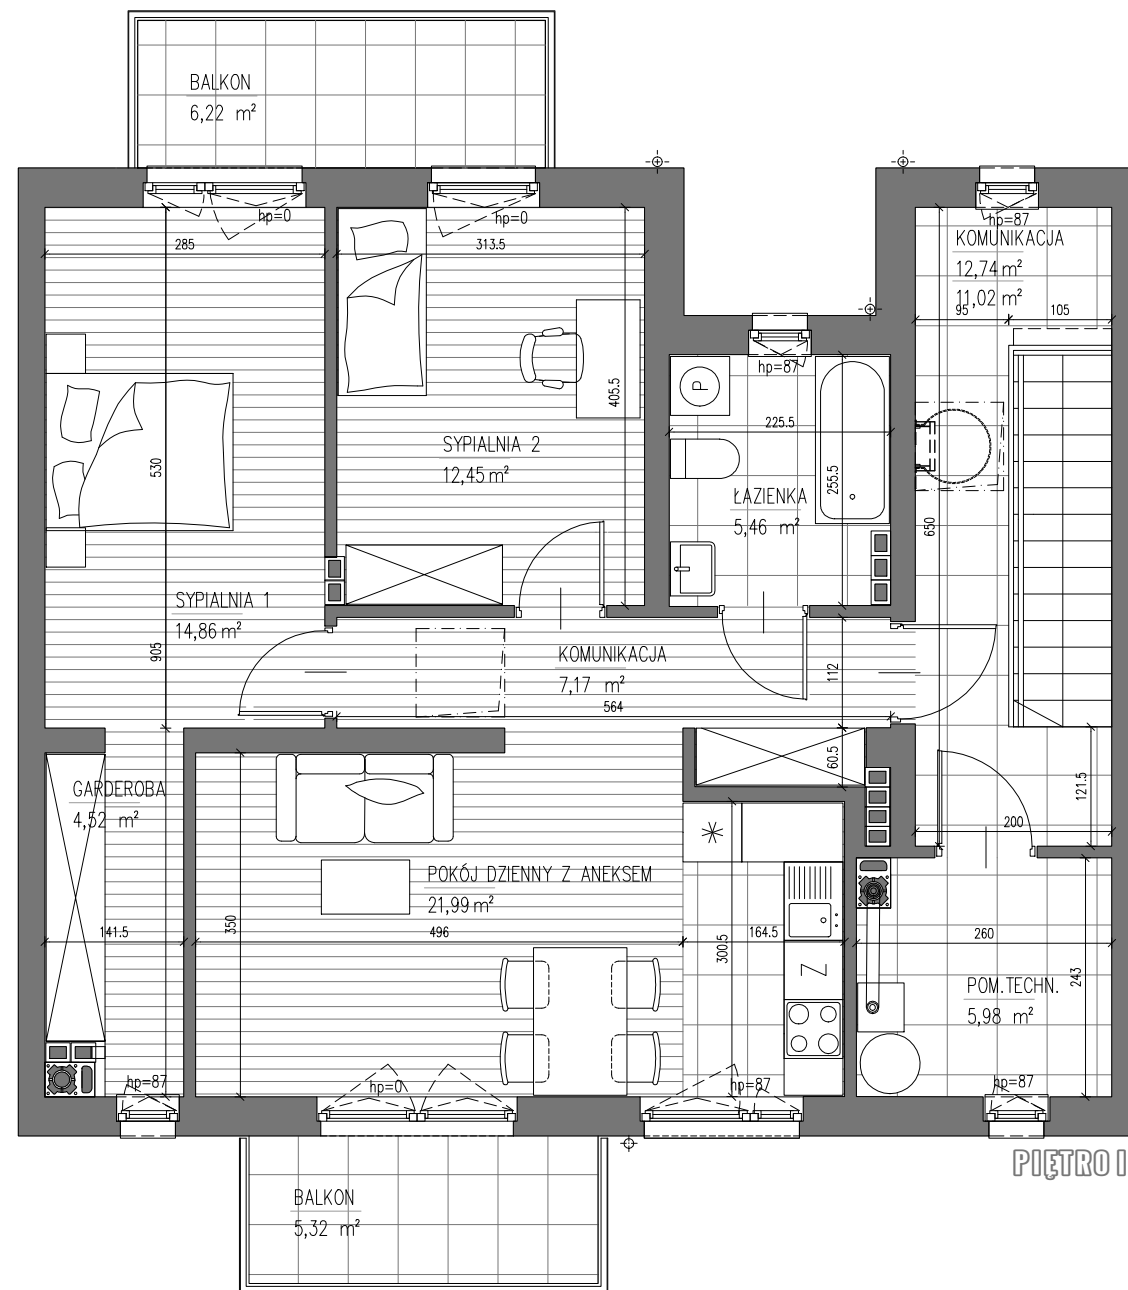 BALKON
6,22 m²
hp=0
hp=0
hp=87
285
313.5
KOMUNIKACJA
12,74 m²
11,02 m²
95
105
hp=87
P
405.5
225.5
SYPIALNIA 2
12,45 m²
530
255.5
ŁAZIENKA
5,46 m²
650
SYPIALNIA 1
14,86 m²
905
KOMUNIKACJA
7,17 m²
112
564
60.5
GARDEROBA
4,52 m²
121.5
200
POKÓJ DZIENNY Z ANEKSEM
21,99 m²
141.5
350
496
300.5
164.5
260
Z
243
POM.TECHN.
5,98 m²
hp=87
hp=0
hp=87
hp=87
PIĘTRO I
BALKON
5,32 m²